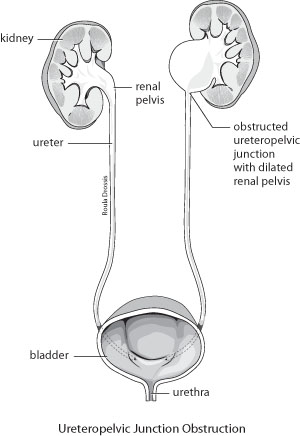 kidney
renal
pelvis
ureter
obstructed
ureteropelvic
junction
with dilated
renal pelvis
Roula Drossis
bladder
urethra
Ureteropelvic Junction Obstruction